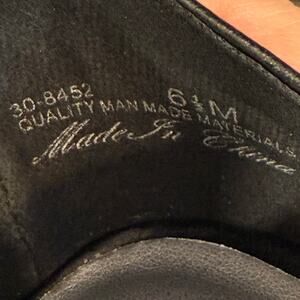 30-8452 6½M
QUALITY MAN MADE MATERIALS
Made In China